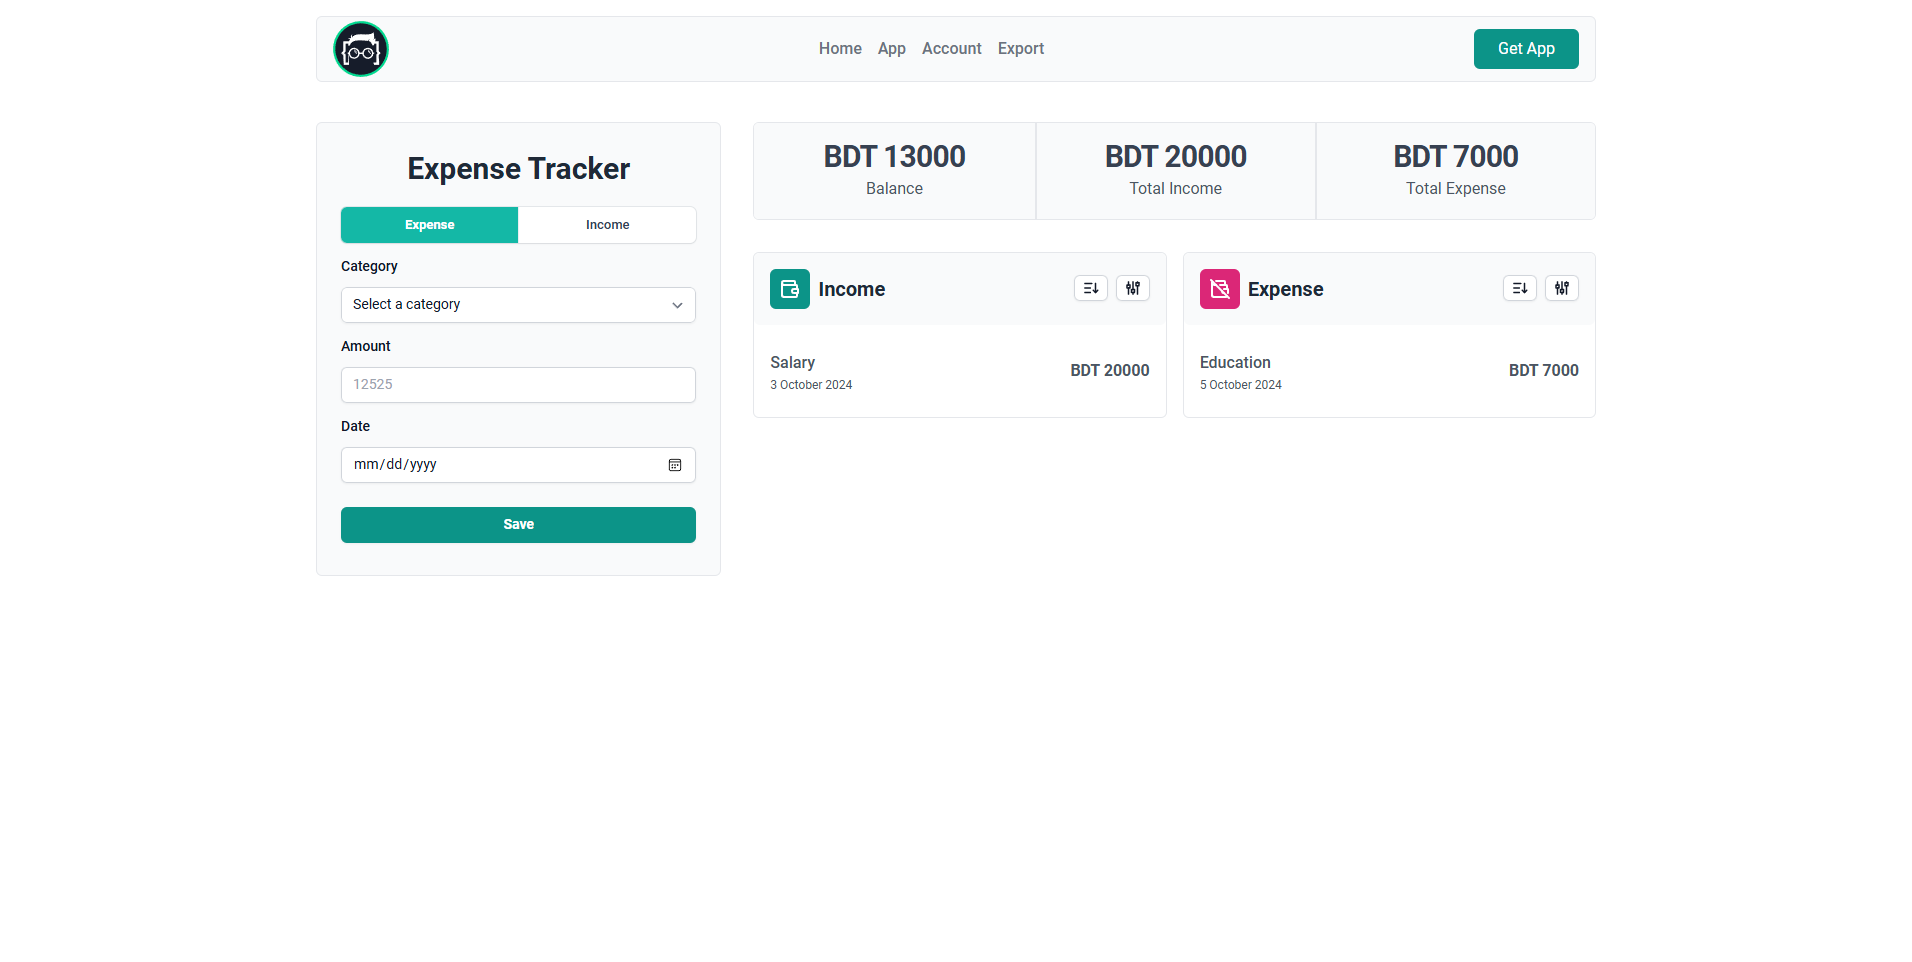 Home App Account Export
Get App
Expense Tracker
Expense Income
Category
Select a category
Amount
12525
Date
mm/dd/yyyy
Save
BDT 13000
Balance
BDT 20000
Total Income
BDT 7000
Total Expense
Income
Salary
3 October 2024
BDT 20000
Expense
Education
5 October 2024
BDT 7000